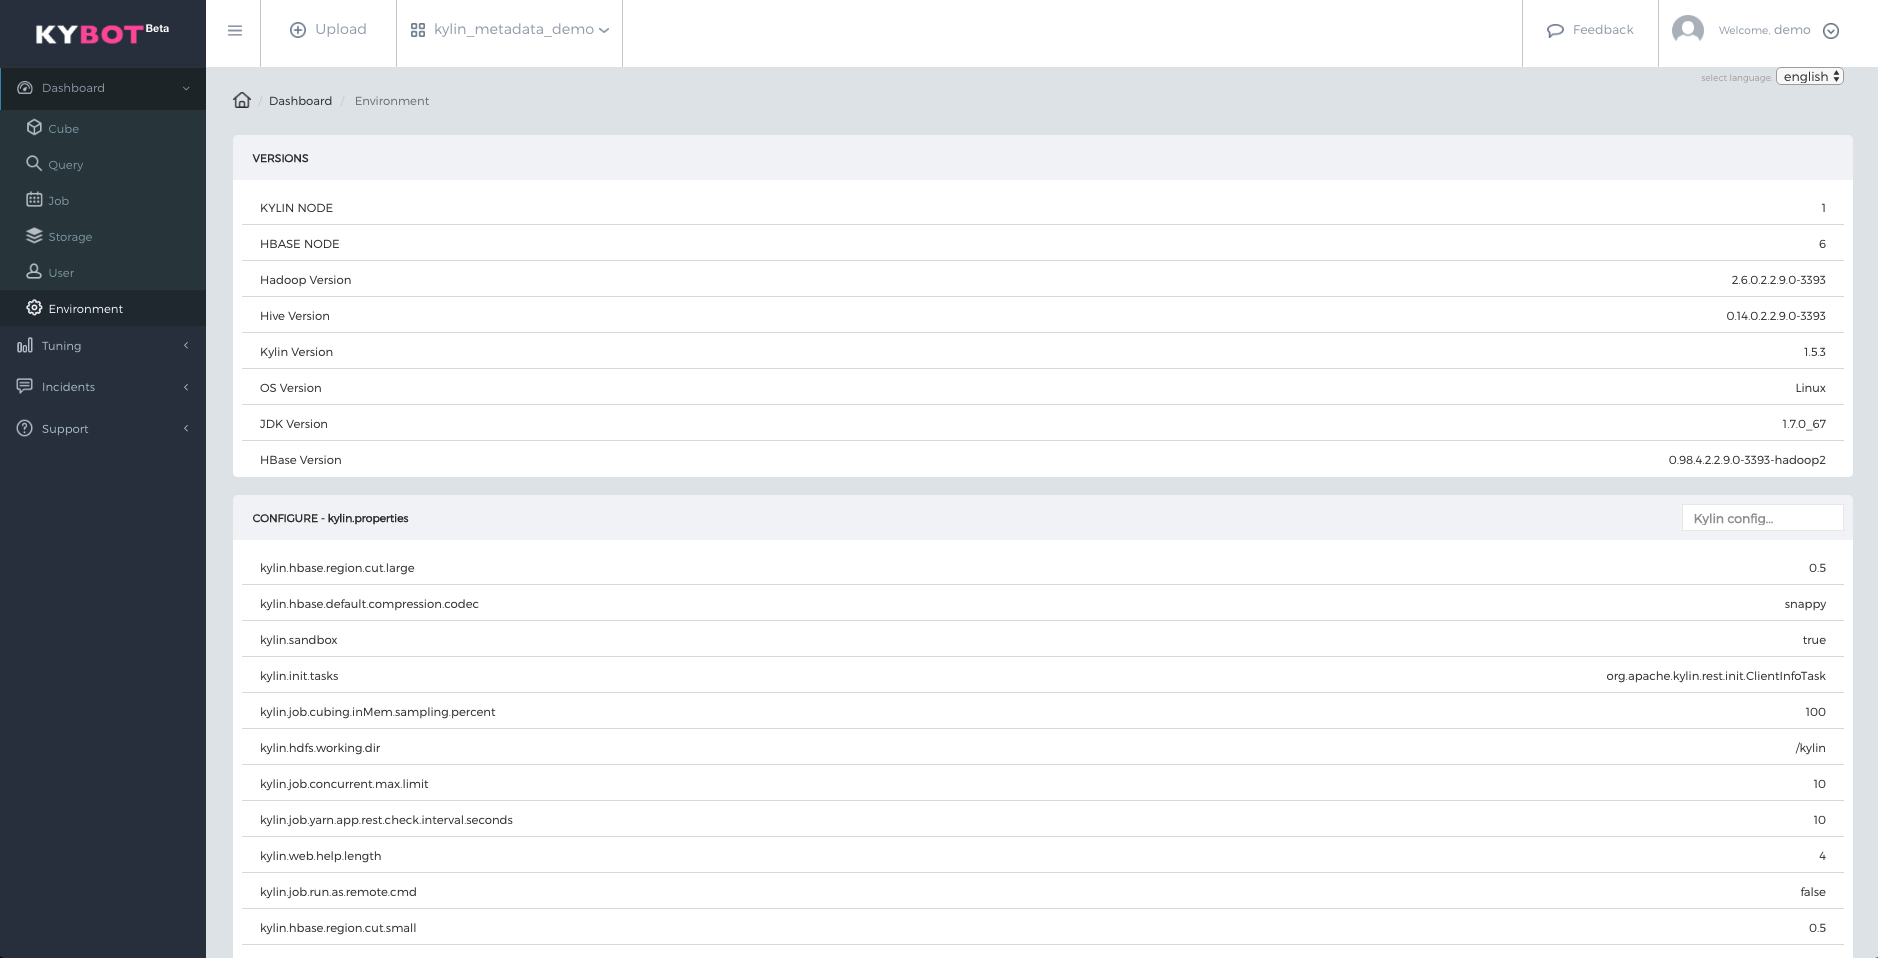 KYBOT Beta
Upload
kylin_metadata_demo
Feedback
Welcome, demo
select language: english
Dashboard
Cube
Query
Job
Storage
User
Environment
Tuning
Incidents
Support
/ Dashboard / Environment
VERSIONS
KYLIN NODE 1
HBASE NODE 6
Hadoop Version 2.6.0.2.2.9.0-3393
Hive Version 0.14.0.2.2.9.0-3393
Kylin Version 1.5.3
OS Version Linux
JDK Version 1.7.0_67
HBase Version 0.98.4.2.2.9.0-3393-hadoop2
CONFIGURE - kylin.properties Kylin config...
kylin.hbase.region.cut.large 0.5
kylin.hbase.default.compression.codec snappy
kylin.sandbox true
kylin.init.tasks org.apache.kylin.rest.init.ClientInfoTask
kylin.job.cubing.inMem.sampling.percent 100
kylin.hdfs.working.dir /kylin
kylin.job.concurrent.max.limit 10
kylin.job.yarn.app.rest.check.interval.seconds 10
kylin.web.help.length 4
kylin.job.run.as.remote.cmd false
kylin.hbase.region.cut.small 0.5